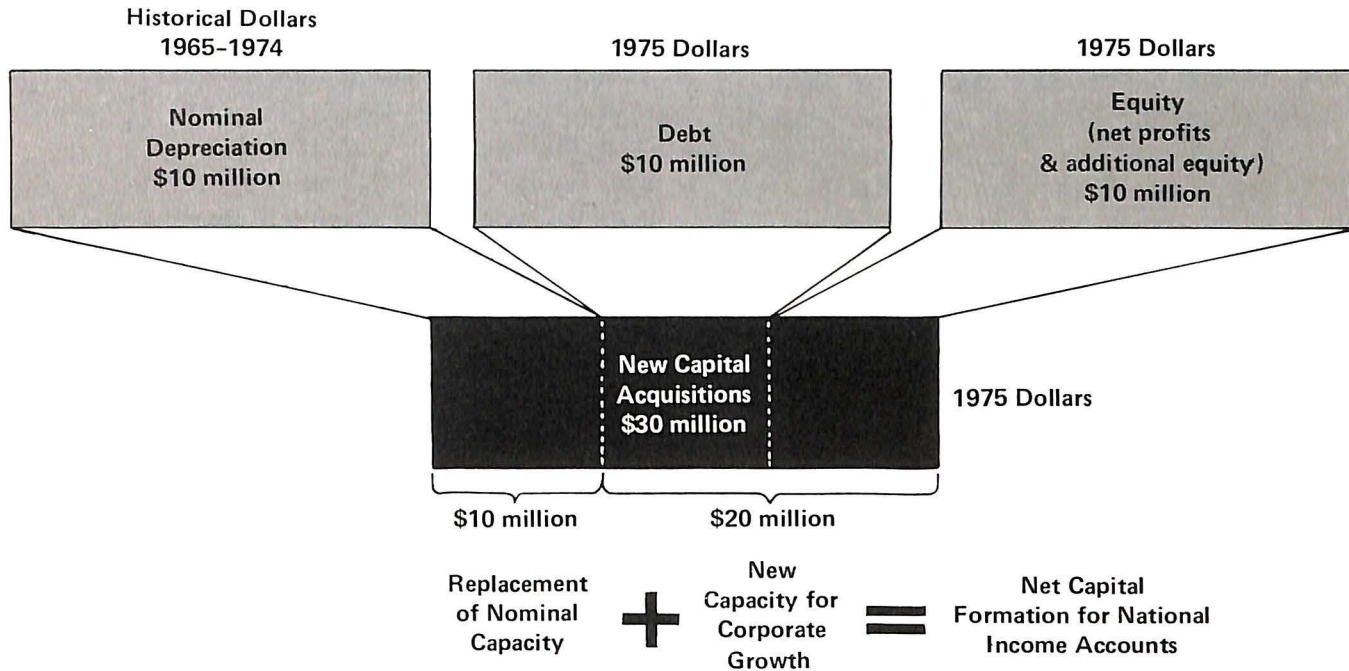 Historical Dollars
1965–1974
1975 Dollars
1975 Dollars
Nominal
Depreciation
$10 million
Debt
$10 million
Equity
(net profits
& additional equity)
$10 million
New Capital
Acquisitions
$30 million
1975 Dollars
$10 million
$20 million
Replacement
of Nominal
Capacity
+
New
Capacity for
Corporate
Growth
=
Net Capital
Formation for National
Income Accounts